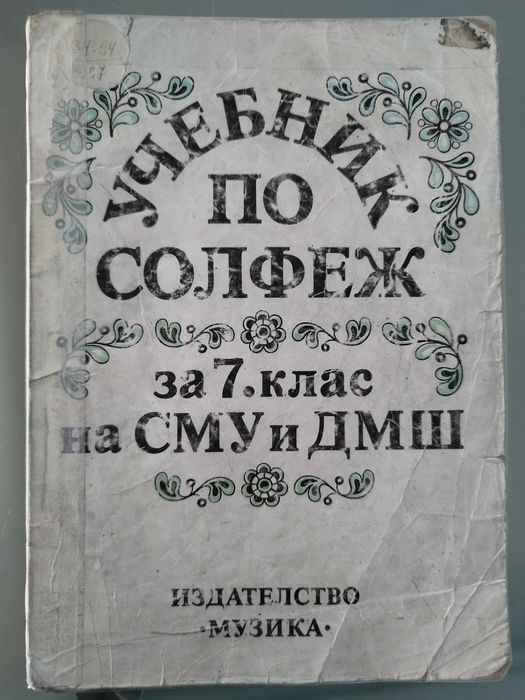 УЧЕБНИК
ПО
СОЛФЕЖ
за 7. клас
на СМУ и ДМШ
ИЗДАТЕЛСТВО
·МУЗИКА·